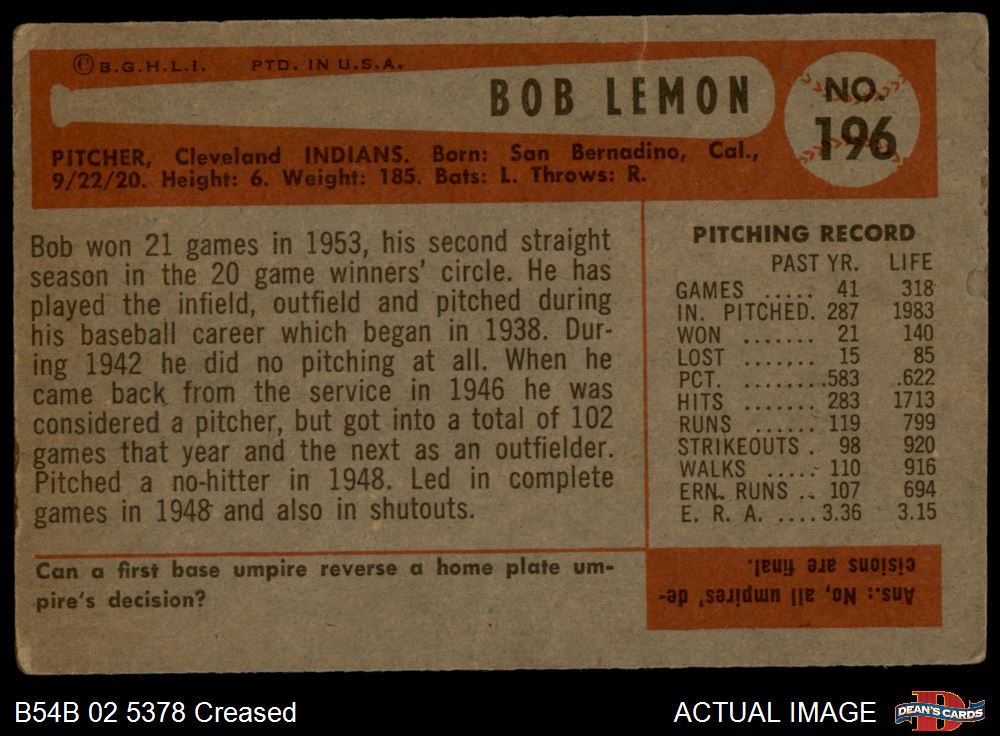 ©B.G.H.L.I. PTD. IN U.S.A.
BOB LEMON
NO.
196
PITCHER, Cleveland INDIANS. Born: San Bernadino, Cal.,
9/22/20. Height: 6. Weight: 185. Bats: L. Throws: R.
Bob won 21 games in 1953, his second straight
season in the 20 game winners' circle. He has
played the infield, outfield and pitched during
his baseball career which began in 1938. Dur-
ing 1942 he did no pitching at all. When he
came back from the service in 1946 he was
considered a pitcher, but got into a total of 102
games that year and the next as an outfielder.
Pitched a no-hitter in 1948. Led in complete
games in 1948 and also in shutouts.
PITCHING RECORD
PAST YR. LIFE
GAMES ..... 41 318
IN. PITCHED. 287 1983
WON ....... 21 140
LOST ....... 15 85
PCT. ........583 .622
HITS ....... 283 1713
RUNS ...... 119 799
STRIKEOUTS . 98 920
WALKS ..... 110 916
ERN. RUNS .. 107 694
E. R. A. ....3.36 3.15
Can a first base umpire reverse a home plate um-
pire's decision?
Ans.: No, all umpires' de-
cisions are final.
B54B 02 5378 Creased
ACTUAL IMAGE
DEAN'S CARDS